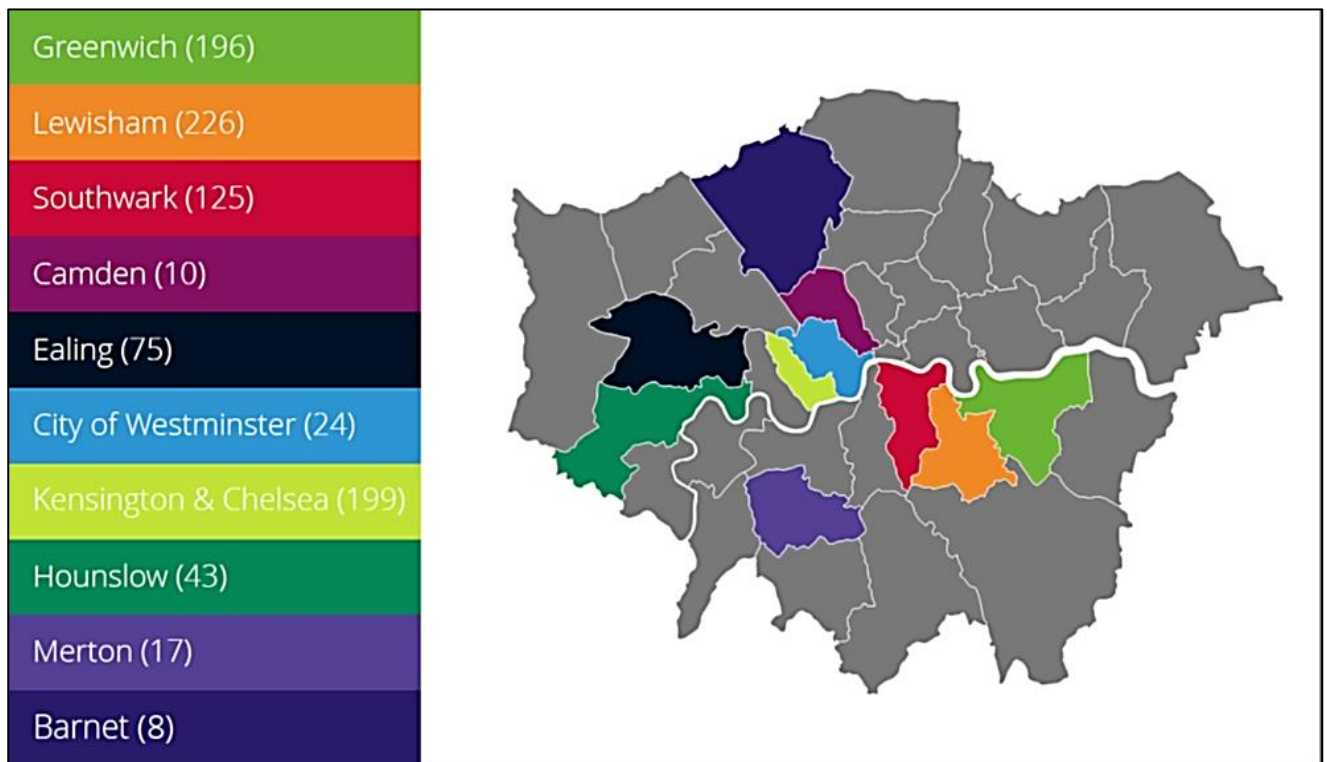 Greenwich (196)
Lewisham (226)
Southwark (125)
Camden (10)
Ealing (75)
City of Westminster (24)
Kensington & Chelsea (199)
Hounslow (43)
Merton (17)
Barnet (8)